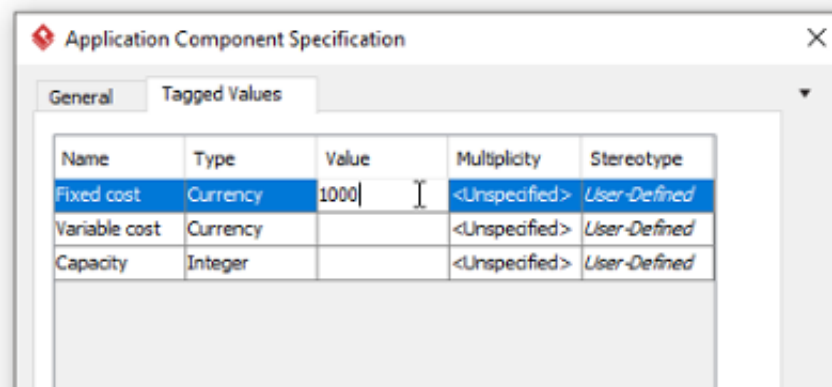 Application Component Specification
General Tagged Values
Name Type Value Multiplicity Stereotype
Fixed cost Currency 1000 <Unspecified> User-Defined
Variable cost Currency <Unspecified> User-Defined
Capacity Integer <Unspecified> User-Defined